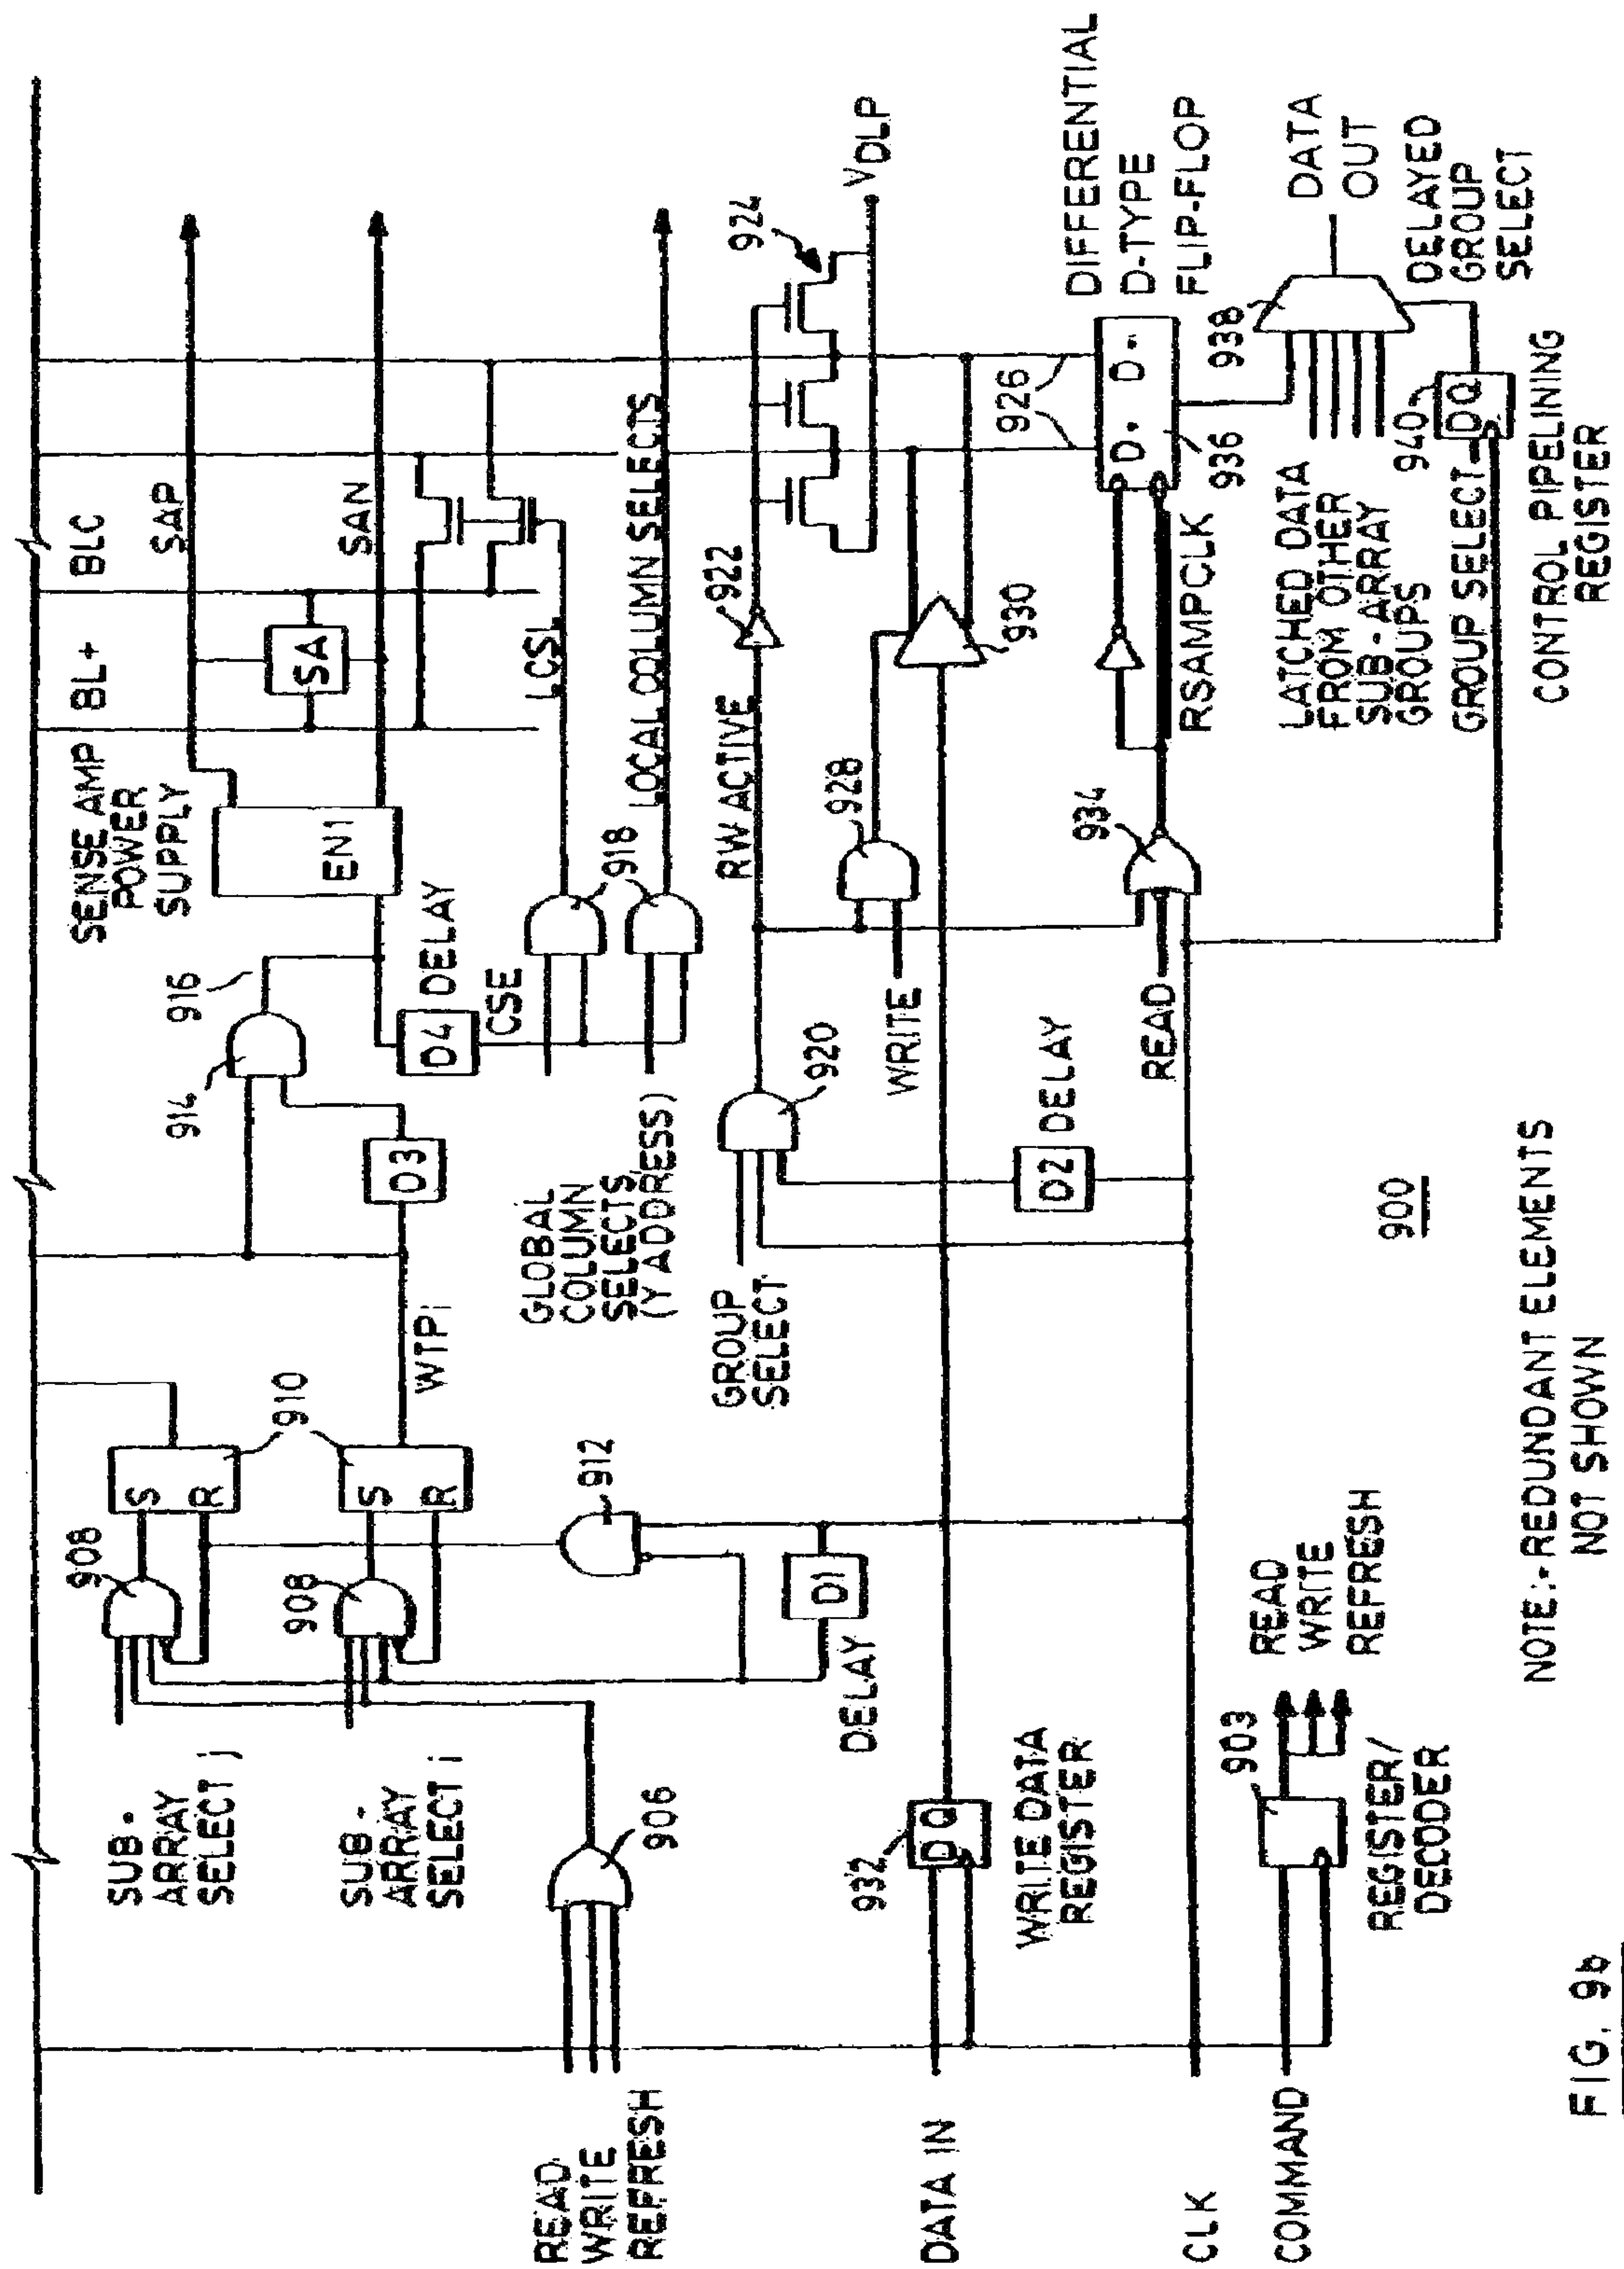 SUB-
ARRAY
SELECT j
908
S
R
910
SUB-
ARRAY
SELECT i
908
S
R
WTPi
914
916
D3
SENSE AMP
POWER
SUPPLY
EN1
BL+
BLC
SA
SAP
SAN
D4
DELAY
CSE
READ
WRITE
REFRESH
906
912
D1
DELAY
GLOBAL
COLUMN
SELECTS
(Y ADDRESS)
918
LCSL
LOCAL COLUMN SELECTS
GROUP
SELECT
920
RW ACTIVE
922
924
VDLP
WRITE
928
930
926
DATA IN
932
D Q
WRITE DATA
REGISTER
D2
DELAY
READ
934
RSAMPCLK
D+ D-
936
DIFFERENTIAL
D-TYPE
FLIP-FLOP
CLK
COMMAND
903
REGISTER/
DECODER
READ
WRITE
REFRESH
LATCHED DATA
FROM OTHER
SUB-ARRAY
GROUPS
938
DATA
OUT
GROUP SELECT
940
DQ
DELAYED
GROUP
SELECT
CONTROL PIPELINING
REGISTER
900
NOTE:-REDUNDANT ELEMENTS
NOT SHOWN
FIG. 9b